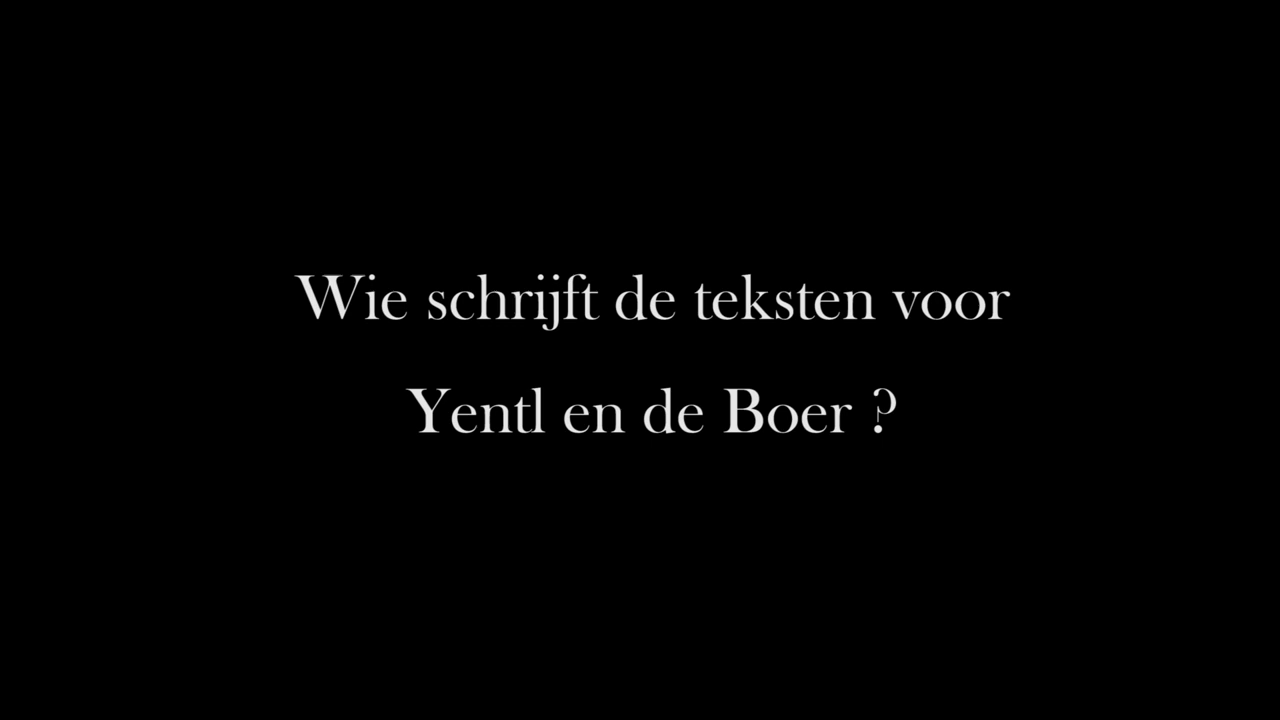 Wie schrijft de teksten voor
Yentl en de Boer ?